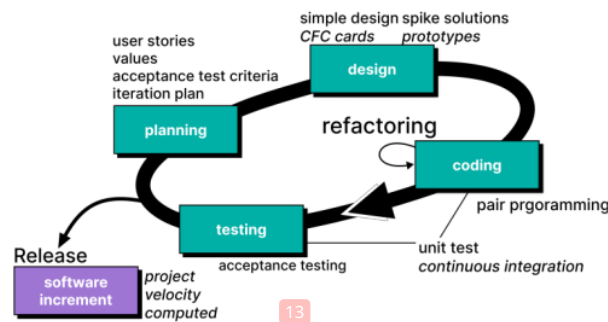 simple design spike solutions
CFC cards prototypes
user stories
values
acceptance test criteria
iteration plan
design
planning
refactoring
coding
pair prgoramming
testing
acceptance testing
unit test
continuous integration
Release
software
increment
project
velocity
computed
13